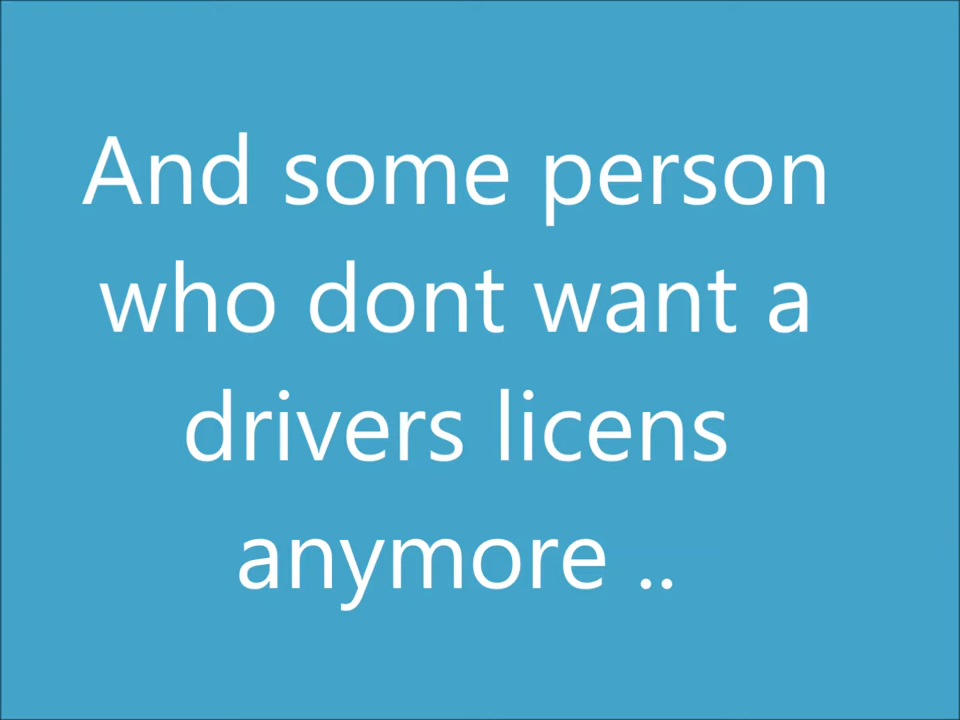 And some person
who dont want a
drivers licens
anymore ..